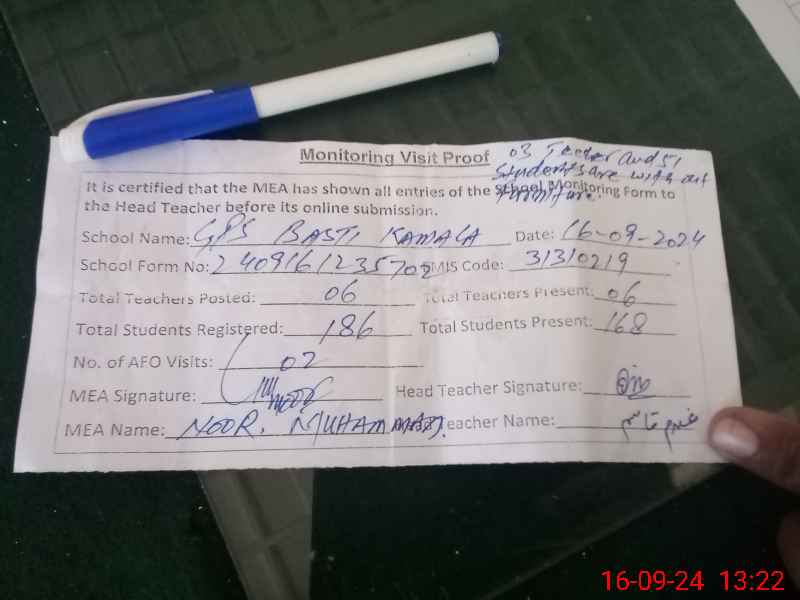 Monitoring Visit Proof
03 Teecher and 51
Students are with out
furniture.
It is certified that the MEA has shown all entries of the School Monitoring Form to
the Head Teacher before its online submission.
School Name: GPS BASTI KAMALA Date: 16-09-2024
School Form No: 2409161235702 EMIS Code: 31310219
Total Teachers Posted: 06 Total Teachers Present: 06
Total Students Registered: 186 Total Students Present: 168
No. of AFO Visits: 02
MEA Signature: Head Teacher Signature:
MEA Name: NOOR MUHAMMAD. Teacher Name: قاسم
16-09-24 13:22